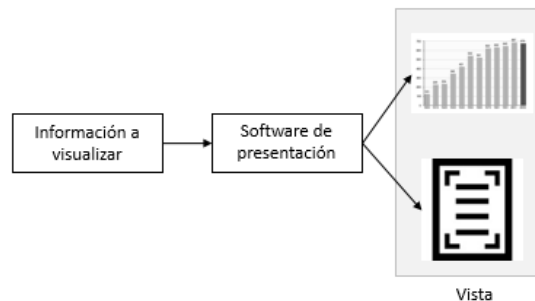 Información a
visualizar
Software de
presentación
Vista